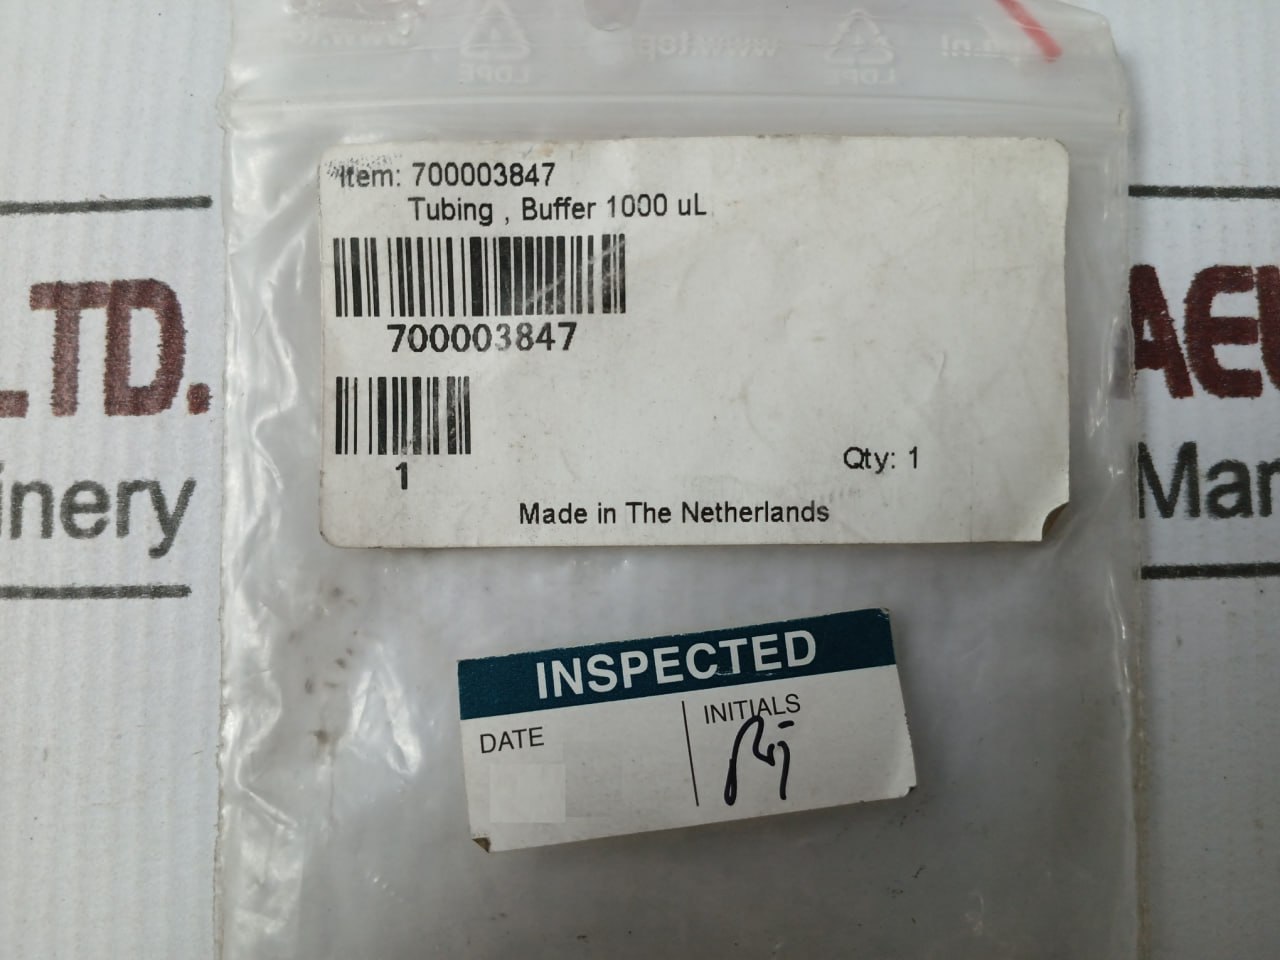 LDPE
LDPE
Item: 700003847
Tubing , Buffer 1000 uL
700003847
1
Qty: 1
Made in The Netherlands
LTD.
inery
AEU
Mar
INSPECTED
DATE
INITIALS